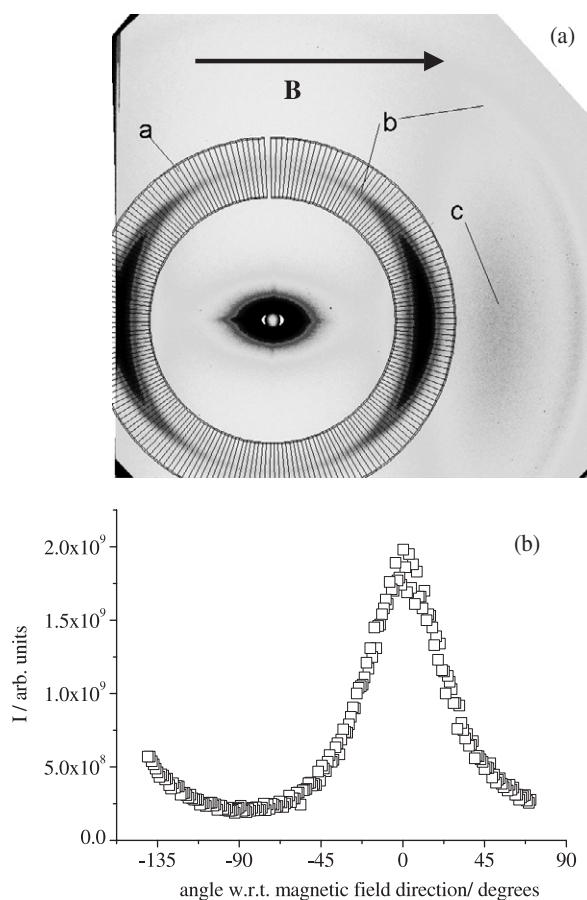 (a)
B
a
b
c
(b)
2.0x10⁹
1.5x10⁹
1.0x10⁹
5.0x10⁸
0.0
I / arb. units
-135 -90 -45 0 45 90
angle w.r.t. magnetic field direction/ degrees